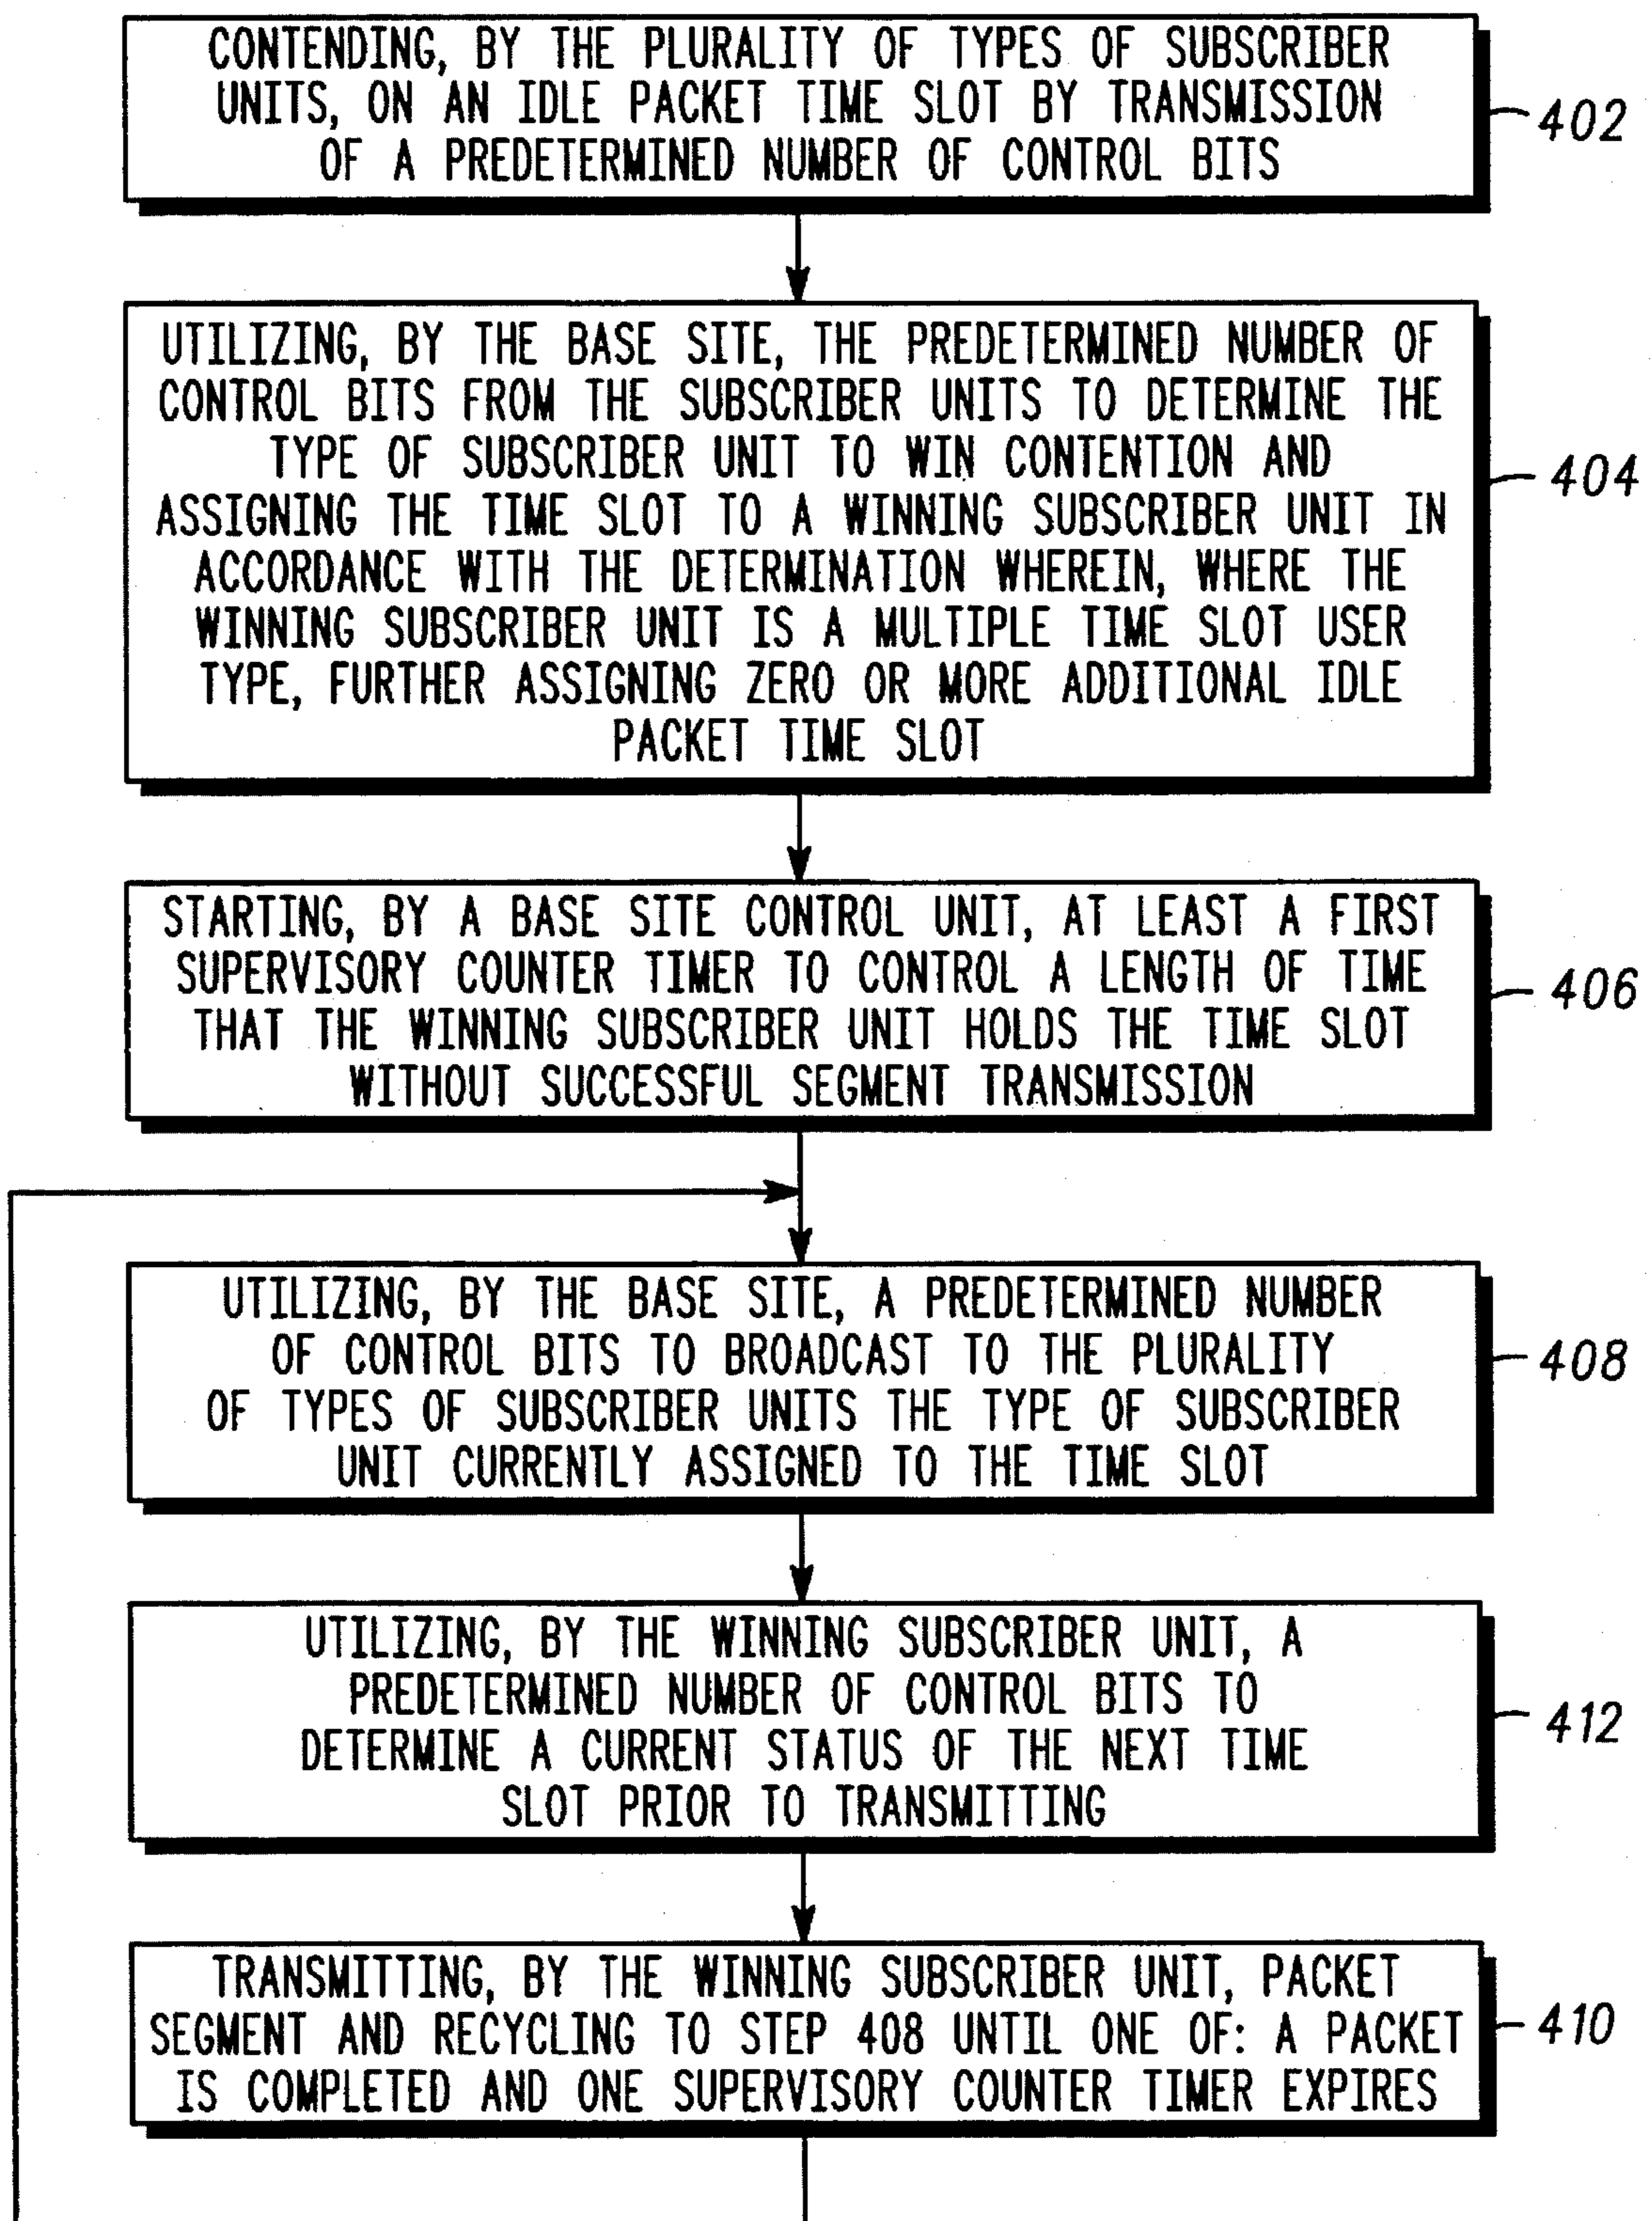 CONTENDING, BY THE PLURALITY OF TYPES OF SUBSCRIBER
UNITS, ON AN IDLE PACKET TIME SLOT BY TRANSMISSION
OF A PREDETERMINED NUMBER OF CONTROL BITS
402
UTILIZING, BY THE BASE SITE, THE PREDETERMINED NUMBER OF
CONTROL BITS FROM THE SUBSCRIBER UNITS TO DETERMINE THE
TYPE OF SUBSCRIBER UNIT TO WIN CONTENTION AND
ASSIGNING THE TIME SLOT TO A WINNING SUBSCRIBER UNIT IN
ACCORDANCE WITH THE DETERMINATION WHEREIN, WHERE THE
WINNING SUBSCRIBER UNIT IS A MULTIPLE TIME SLOT USER
TYPE, FURTHER ASSIGNING ZERO OR MORE ADDITIONAL IDLE
PACKET TIME SLOT
404
STARTING, BY A BASE SITE CONTROL UNIT, AT LEAST A FIRST
SUPERVISORY COUNTER TIMER TO CONTROL A LENGTH OF TIME
THAT THE WINNING SUBSCRIBER UNIT HOLDS THE TIME SLOT
WITHOUT SUCCESSFUL SEGMENT TRANSMISSION
406
UTILIZING, BY THE BASE SITE, A PREDETERMINED NUMBER
OF CONTROL BITS TO BROADCAST TO THE PLURALITY
OF TYPES OF SUBSCRIBER UNITS THE TYPE OF SUBSCRIBER
UNIT CURRENTLY ASSIGNED TO THE TIME SLOT
408
UTILIZING, BY THE WINNING SUBSCRIBER UNIT, A
PREDETERMINED NUMBER OF CONTROL BITS TO
DETERMINE A CURRENT STATUS OF THE NEXT TIME
SLOT PRIOR TO TRANSMITTING
412
TRANSMITTING, BY THE WINNING SUBSCRIBER UNIT, PACKET
SEGMENT AND RECYCLING TO STEP 408 UNTIL ONE OF: A PACKET
IS COMPLETED AND ONE SUPERVISORY COUNTER TIMER EXPIRES
410